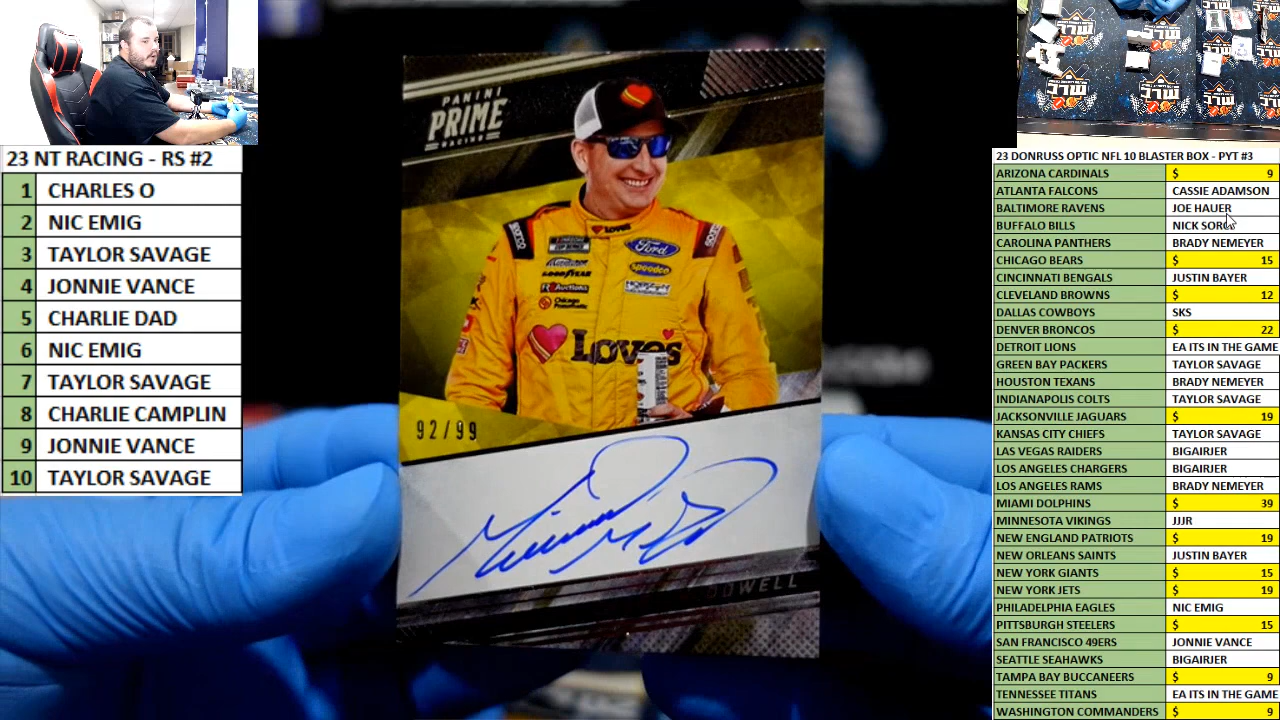 23 NT RACING - RS #2
1 CHARLES O
2 NIC EMIG
3 TAYLOR SAVAGE
4 JONNIE VANCE
5 CHARLIE DAD
6 NIC EMIG
7 TAYLOR SAVAGE
8 CHARLIE CAMPLIN
9 JONNIE VANCE
10 TAYLOR SAVAGE
PANINI
PRIME
RACING
Love's
sparco
Ford
GOODYEAR
speedco
Love's
92/99
OWELL
23 DONRUSS OPTIC NFL 10 BLASTER BOX - PYT #3
ARIZONA CARDINALS $ 9
ATLANTA FALCONS CASSIE ADAMSON
BALTIMORE RAVENS JOE HAUER
BUFFALO BILLS NICK
CAROLINA PANTHERS BRADY NEMEYER
CHICAGO BEARS $ 15
CINCINNATI BENGALS JUSTIN BAYER
CLEVELAND BROWNS $ 12
DALLAS COWBOYS SKS
DENVER BRONCOS $ 22
DETROIT LIONS EA ITS IN THE GAME
GREEN BAY PACKERS TAYLOR SAVAGE
HOUSTON TEXANS BRADY NEMEYER
INDIANAPOLIS COLTS TAYLOR SAVAGE
JACKSONVILLE JAGUARS $ 19
KANSAS CITY CHIEFS TAYLOR SAVAGE
LAS VEGAS RAIDERS BIGAIRJER
LOS ANGELES CHARGERS BIGAIRJER
LOS ANGELES RAMS BRADY NEMEYER
MIAMI DOLPHINS $ 39
MINNESOTA VIKINGS JJJR
NEW ENGLAND PATRIOTS $ 19
NEW ORLEANS SAINTS JUSTIN BAYER
NEW YORK GIANTS $ 15
NEW YORK JETS $ 19
PHILADELPHIA EAGLES NIC EMIG
PITTSBURGH STEELERS $ 15
SAN FRANCISCO 49ERS JONNIE VANCE
SEATTLE SEAHAWKS BIGAIRJER
TAMPA BAY BUCCANEERS $ 9
TENNESSEE TITANS EA ITS IN THE GAME
WASHINGTON COMMANDERS $ 9